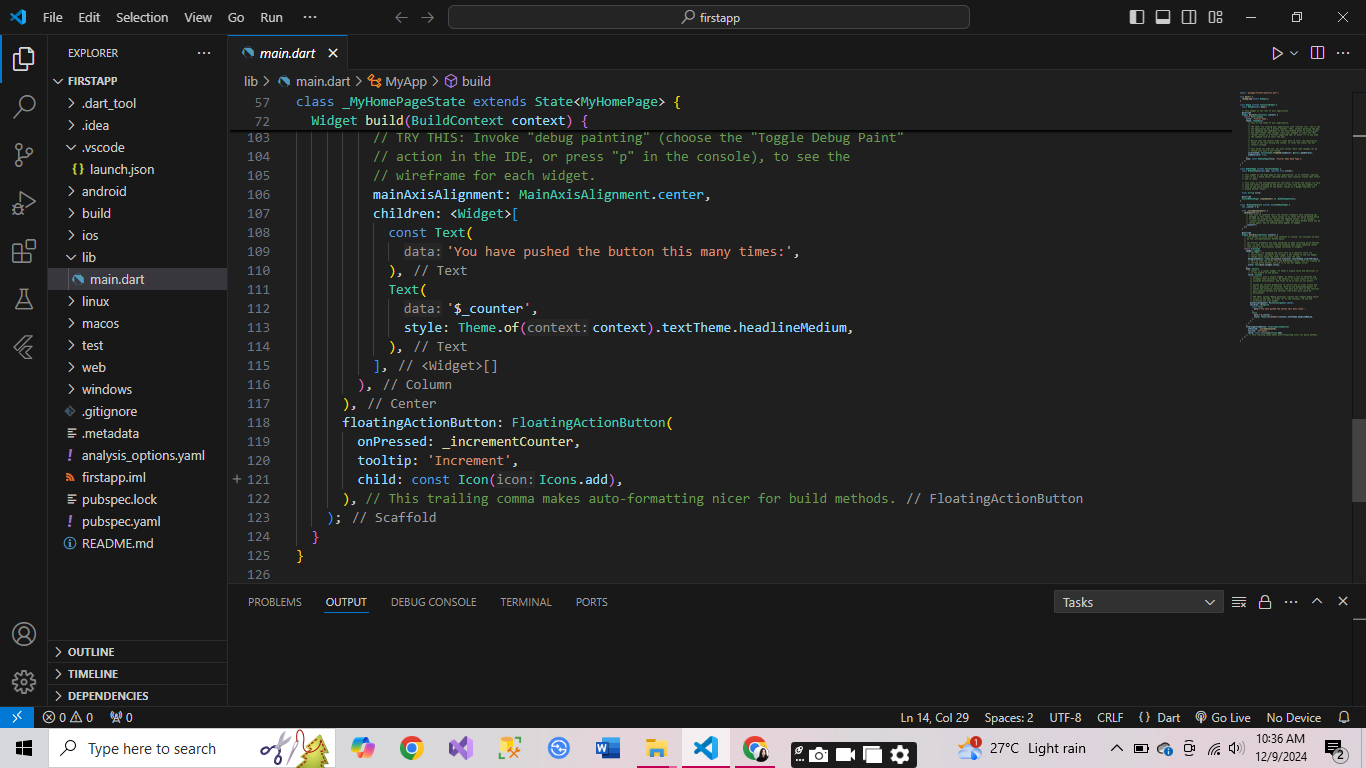 File Edit Selection View Go Run ···
firstapp
EXPLORER
FIRSTAPP
.dart_tool
.idea
.vscode
launch.json
android
build
ios
lib
main.dart
linux
macos
test
web
windows
.gitignore
.metadata
analysis_options.yaml
firstapp.iml
pubspec.lock
pubspec.yaml
README.md
OUTLINE
TIMELINE
DEPENDENCIES
main.dart
lib > main.dart > MyApp > build
57 class _MyHomePageState extends State<MyHomePage> {
72 Widget build(BuildContext context) {
103 // TRY THIS: Invoke "debug painting" (choose the "Toggle Debug Paint"
104 // action in the IDE, or press "p" in the console), to see the
105 // wireframe for each widget.
106 mainAxisAlignment: MainAxisAlignment.center,
107 children: <Widget>[
108 const Text(
109 data: 'You have pushed the button this many times:',
110 ), // Text
111 Text(
112 data: '$_counter',
113 style: Theme.of(context: context).textTheme.headlineMedium,
114 ), // Text
115 ], // <Widget>[]
116 ), // Column
117 ), // Center
118 floatingActionButton: FloatingActionButton(
119 onPressed: _incrementCounter,
120 tooltip: 'Increment',
121 child: const Icon(icon: Icons.add),
122 ), // This trailing comma makes auto-formatting nicer for build methods. // FloatingActionButton
123 ); // Scaffold
124 }
125 }
126
PROBLEMS OUTPUT DEBUG CONSOLE TERMINAL PORTS
Tasks
0 0 0
Ln 14, Col 29 Spaces: 2 UTF-8 CRLF {} Dart Go Live No Device
Type here to search
1
27°C Light rain
10:36 AM
12/9/2024
2